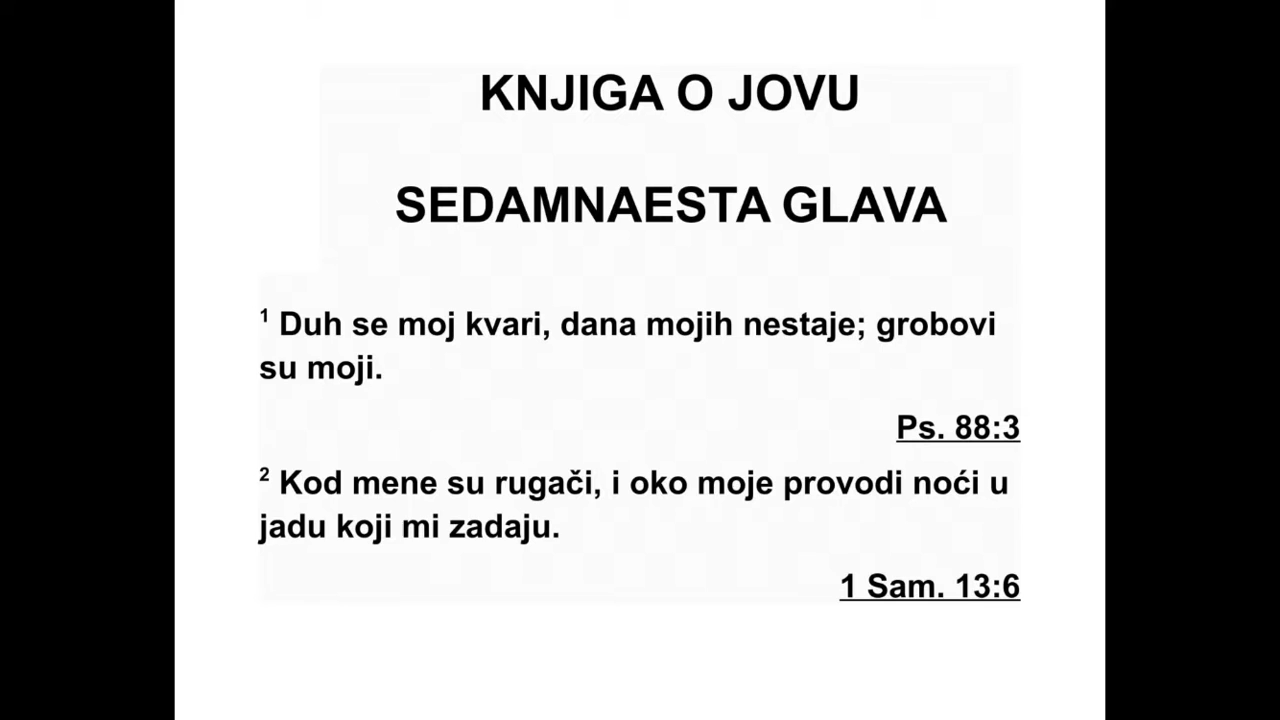 KNJIGA O JOVU
SEDAMNAESTA GLAVA
1 Duh se moj kvari, dana mojih nestaje; grobovi
su moji.
Ps. 88:3
2 Kod mene su rugači, i oko moje provodi noći u
jadu koji mi zadaju.
1 Sam. 13:6